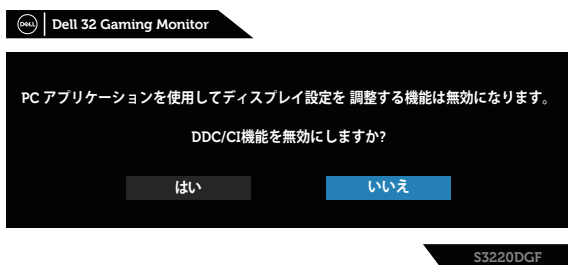 DELL Dell 32 Gaming Monitor
PC アプリケーションを使用してディスプレイ設定を 調整する機能は無効になります。
DDC/CI機能を無効にしますか?
はい いいえ
S3220DGF